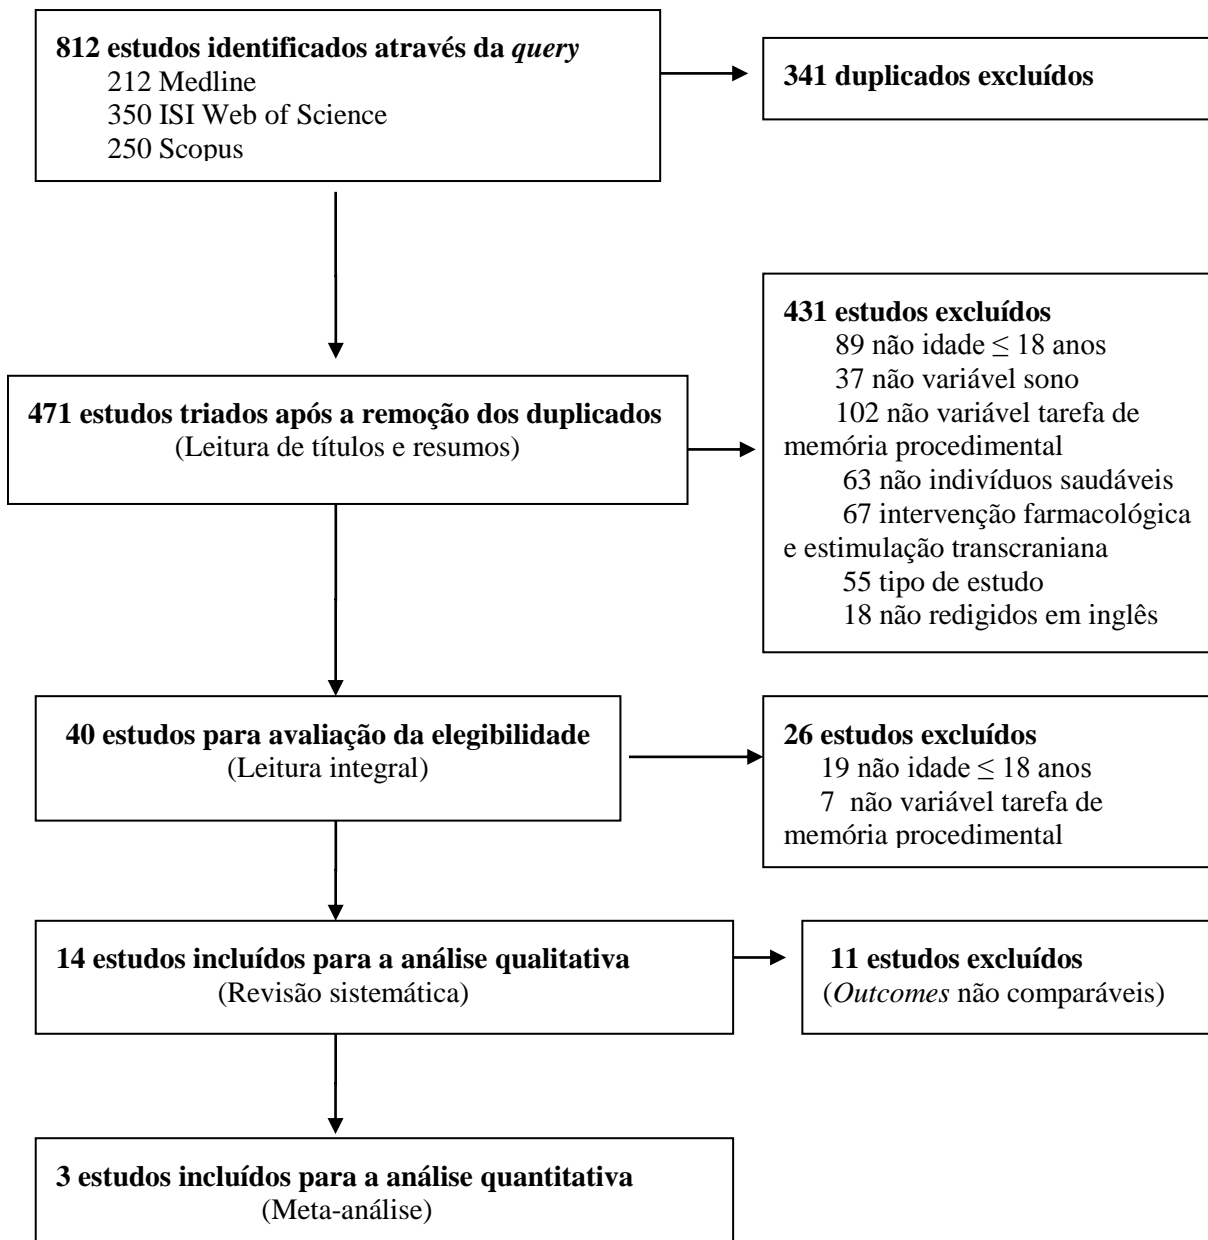 812 estudos identificados através da query
212 Medline
350 ISI Web of Science
250 Scopus
341 duplicados excluídos
431 estudos excluídos
89 não idade ≤ 18 anos
37 não variável sono
102 não variável tarefa de
memória procedimental
63 não indivíduos saudáveis
67 intervenção farmacológica
e estimulação transcraniana
55 tipo de estudo
18 não redigidos em inglês
471 estudos triados após a remoção dos duplicados
(Leitura de títulos e resumos)
40 estudos para avaliação da elegibilidade
(Leitura integral)
26 estudos excluídos
19 não idade ≤ 18 anos
7 não variável tarefa de
memória procedimental
14 estudos incluídos para a análise qualitativa
(Revisão sistemática)
11 estudos excluídos
(Outcomes não comparáveis)
3 estudos incluídos para a análise quantitativa
(Meta-análise)